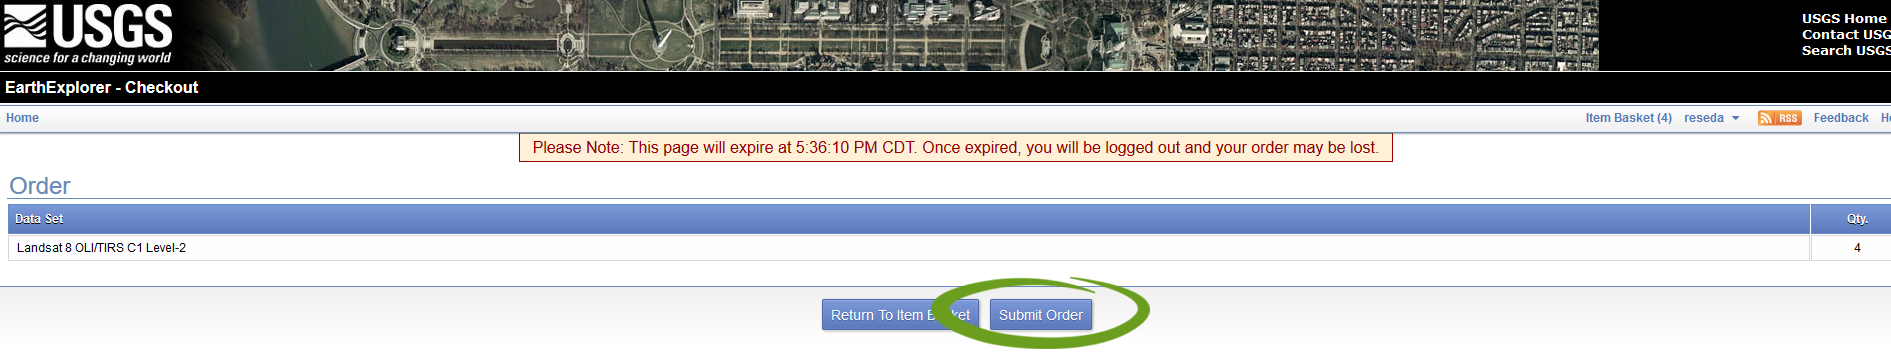 USGS
science for a changing world
USGS Home
Contact USG
Search USGS
EarthExplorer - Checkout
Home
Item Basket (4) reseda RSS Feedback He
Please Note: This page will expire at 5:36:10 PM CDT. Once expired, you will be logged out and your order may be lost.
Order
Data Set Qty.
Landsat 8 OLI/TIRS C1 Level-2 4
Return To Item Basket Submit Order